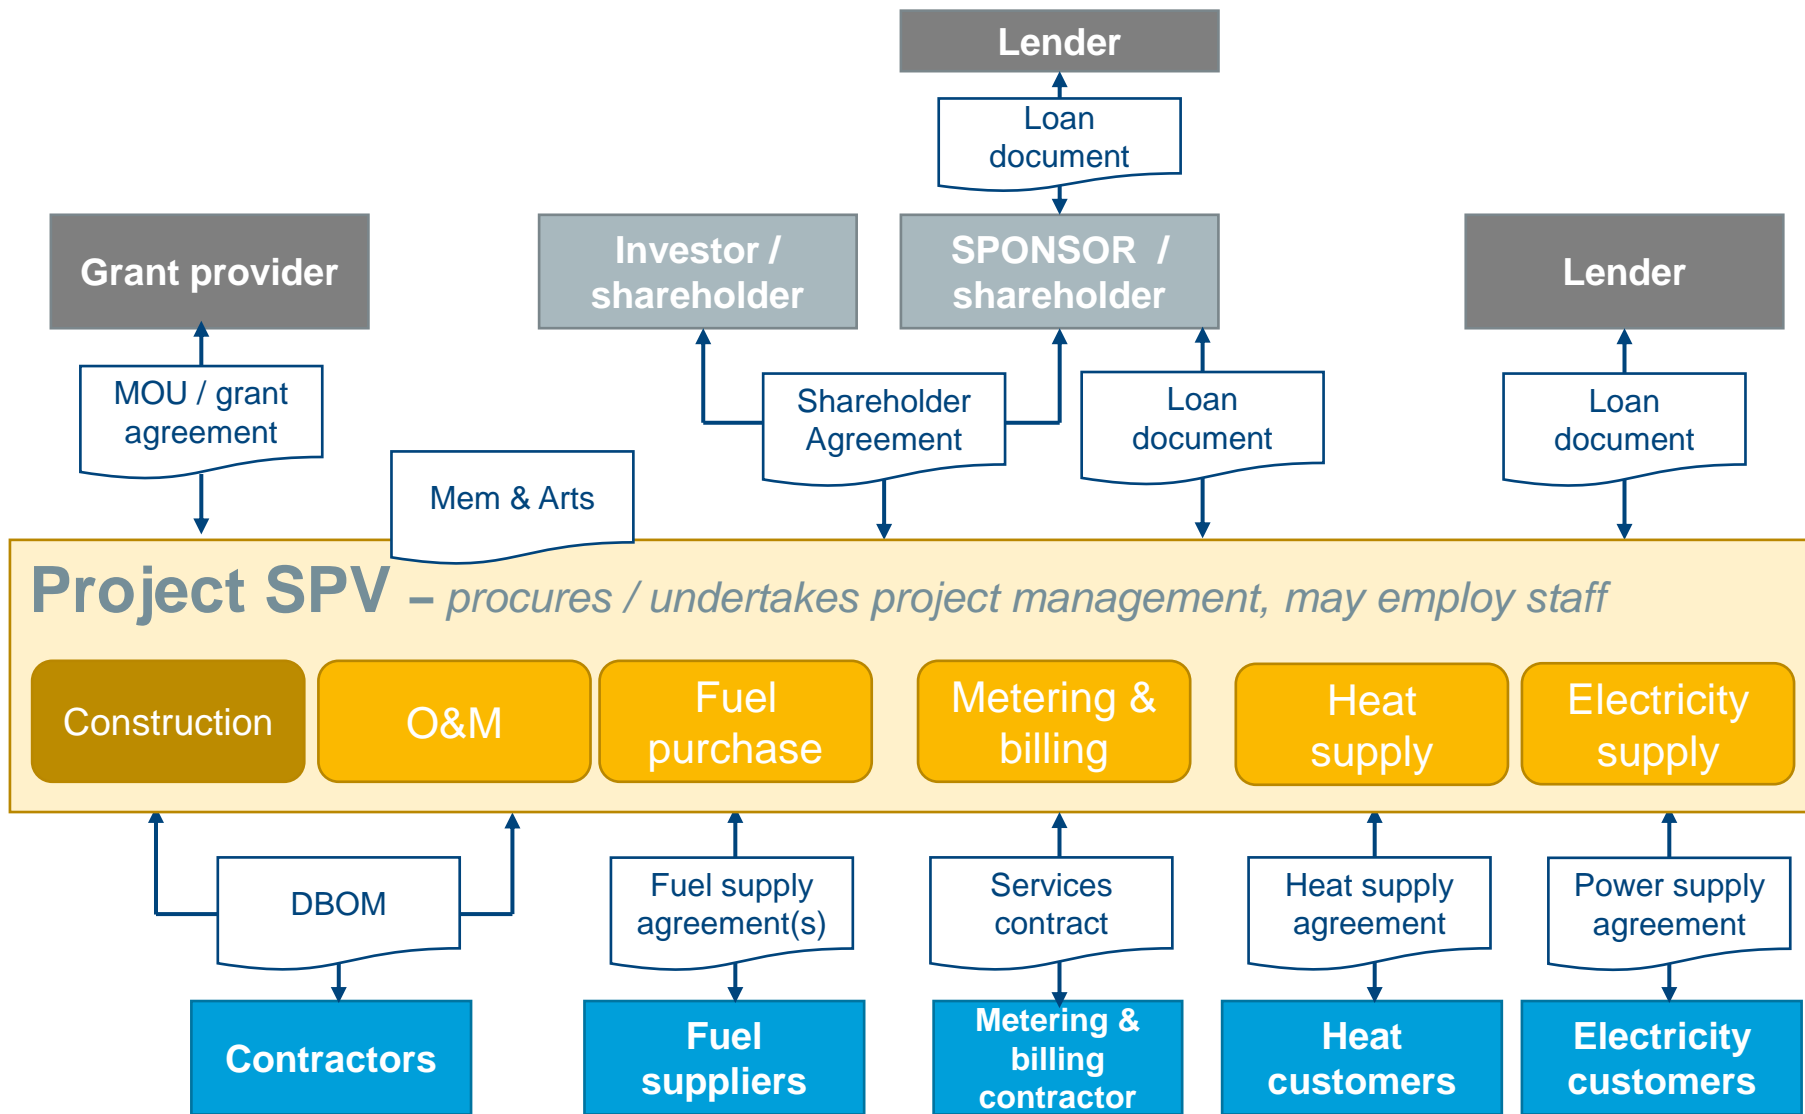 Lender
Loan
document
Grant provider
Investor /
shareholder
SPONSOR /
shareholder
Lender
MOU / grant
agreement
Shareholder
Agreement
Loan
document
Loan
document
Mem & Arts
Project SPV – procures / undertakes project management, may employ staff
Construction
O&M
Fuel
purchase
Metering &
billing
Heat
supply
Electricity
supply
DBOM
Fuel supply
agreement(s)
Services
contract
Heat supply
agreement
Power supply
agreement
Contractors
Fuel
suppliers
Metering &
billing
contractor
Heat
customers
Electricity
customers